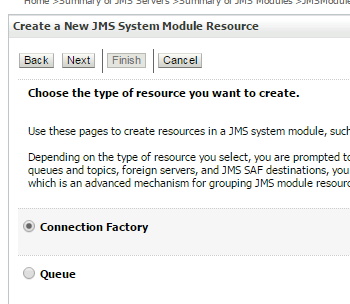 Home >Summary of JMS Servers >Summary of JMS Modules >JMSModule
Create a New JMS System Module Resource
Back Next Finish Cancel
Choose the type of resource you want to create.
Use these pages to create resources in a JMS system module, such
Depending on the type of resource you select, you are prompted to
queues and topics, foreign servers, and JMS SAF destinations, you
which is an advanced mechanism for grouping JMS module resourc
Connection Factory
Queue